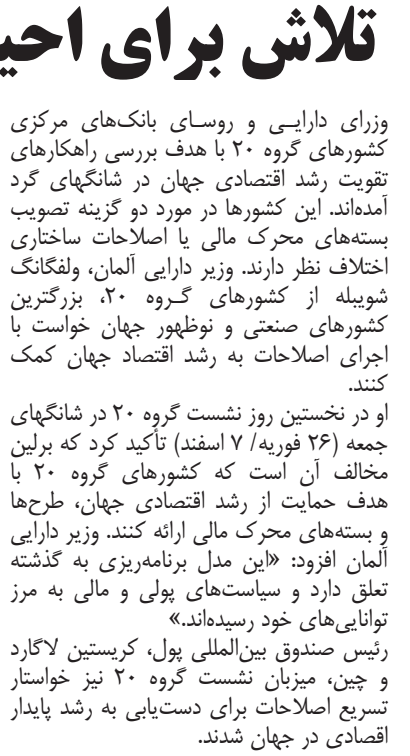 تلاش برای
وزرای دارایی و روسای بانک‌های مرکزی
کشورهای گروه ۲۰ با هدف بررسی راهکارهای
تقویت رشد اقتصادی جهان در شانگهای گرد
آمده‌اند. این کشورها در مورد دو گزینه تصویب
بسته‌های محرک مالی یا اصلاحات ساختاری
اختلاف نظر دارند. وزیر دارایی آلمان، ولفگانگ
شویبله از کشورهای گروه ۲۰، بزرگترین
کشورهای صنعتی و نوظهور جهان خواست با
اجرای اصلاحات به رشد اقتصاد جهان کمک
کنند.
او در نخستین روز نشست گروه ۲۰ در شانگهای
جمعه (۲۶ فوریه/ ۷ اسفند) تأکید کرد که برلین
مخالف آن است که کشورهای گروه ۲۰ با
هدف حمایت از رشد اقتصادی جهان، طرح‌ها
و بسته‌های محرک مالی ارائه کنند. وزیر دارایی
آلمان افزود: «این مدل برنامه‌ریزی به گذشته
تعلق دارد و سیاست‌های پولی و مالی به مرز
توانایی‌های خود رسیده‌اند.»
رئیس صندوق بین‌المللی پول، کریستین لاگارد
و چین، میزبان نشست گروه ۲۰ نیز خواستار
تسریع اصلاحات برای دست‌یابی به رشد پایدار
اقصادی در جهان شدند.